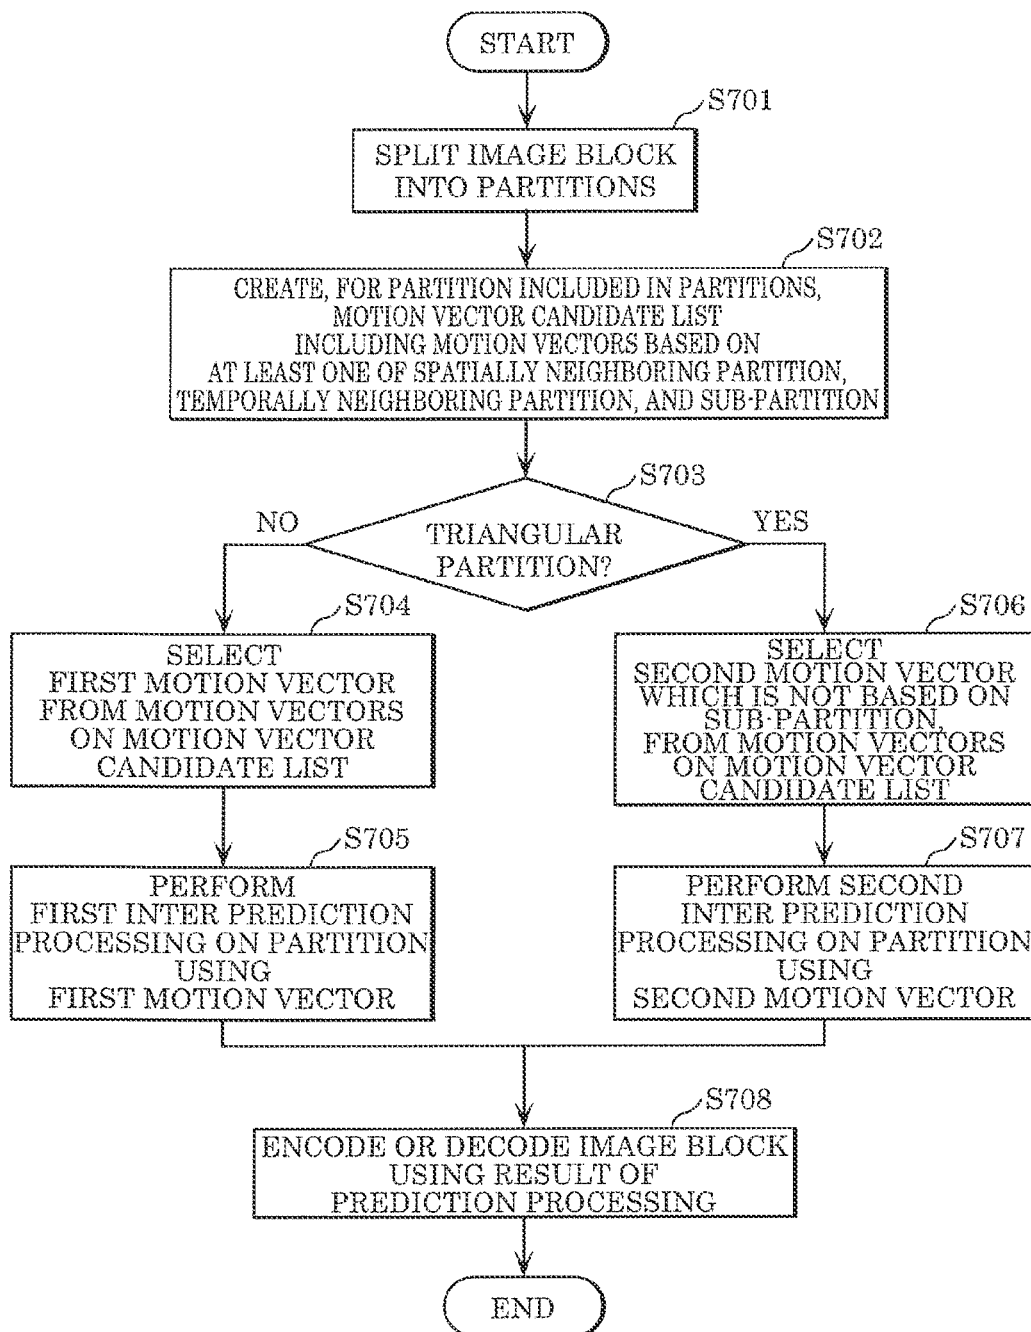 START
S701
SPLIT IMAGE BLOCK
INTO PARTITIONS
S702
CREATE, FOR PARTITION INCLUDED IN PARTITIONS,
MOTION VECTOR CANDIDATE LIST
INCLUDING MOTION VECTORS BASED ON
AT LEAST ONE OF SPATIALLY NEIGHBORING PARTITION,
TEMPORALLY NEIGHBORING PARTITION, AND SUB-PARTITION
S703
NO
TRIANGULAR
PARTITION?
YES
S704
SELECT
FIRST MOTION VECTOR
FROM MOTION VECTORS
ON MOTION VECTOR
CANDIDATE LIST
S706
SELECT
SECOND MOTION VECTOR
WHICH IS NOT BASED ON
SUB-PARTITION,
FROM MOTION VECTORS
ON MOTION VECTOR
CANDIDATE LIST
S705
PERFORM
FIRST INTER PREDICTION
PROCESSING ON PARTITION
USING
FIRST MOTION VECTOR
S707
PERFORM SECOND
INTER PREDICTION
PROCESSING ON PARTITION
USING
SECOND MOTION VECTOR
S708
ENCODE OR DECODE IMAGE BLOCK
USING RESULT OF
PREDICTION PROCESSING
END